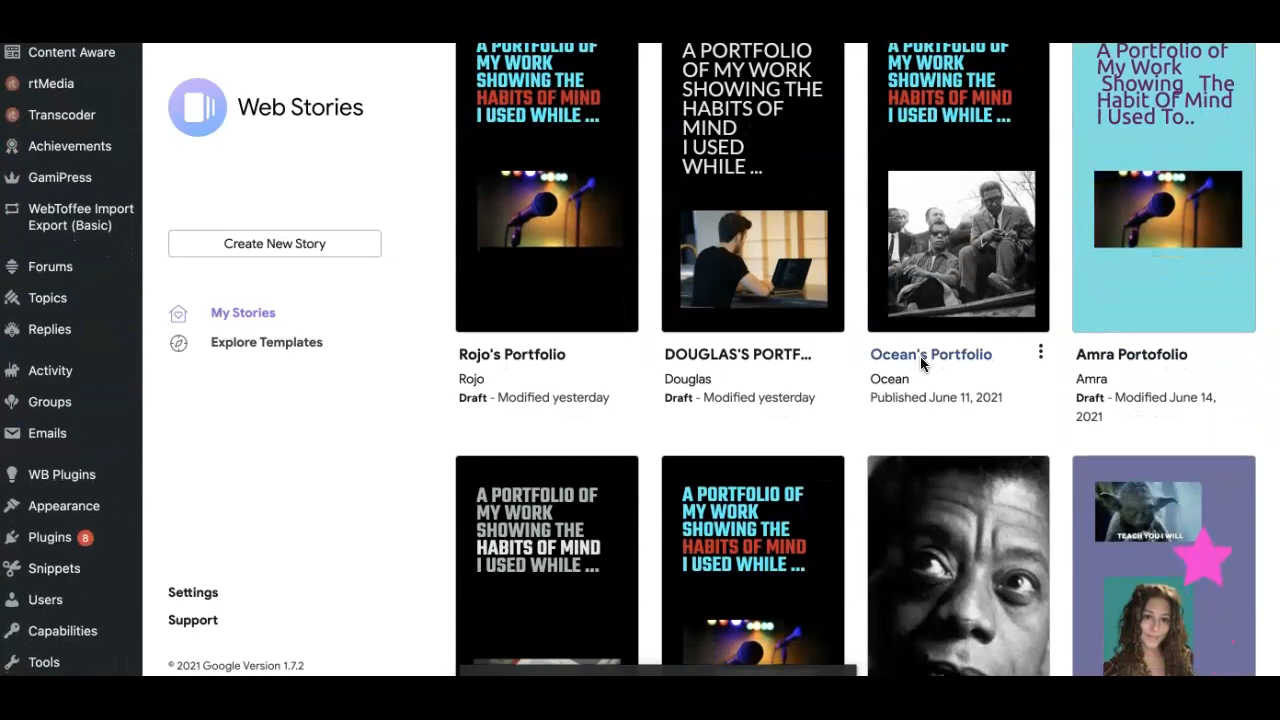 Content Aware
rtMedia
Transcoder
Achievements
GamiPress
WebToffee Import
Export (Basic)
Forums
Topics
Replies
Activity
Groups
Emails
WB Plugins
Appearance
Plugins 8
Snippets
Users
Capabilities
Tools
Web Stories
Create New Story
My Stories
Explore Templates
Settings
Support
© 2021 Google Version 1.7.2
A PORTFOLIO OF
MY WORK
SHOWING THE
HABITS OF MIND
I USED WHILE ...
Rojo's Portfolio
Rojo
Draft - Modified yesterday
A PORTFOLIO
OF MY WORK
SHOWING THE
HABITS OF
MIND
I USED
WHILE ...
DOUGLAS'S PORTF...
Douglas
Draft - Modified yesterday
A PORTFOLIO OF
MY WORK
SHOWING THE
HABITS OF MIND
I USED WHILE ...
Ocean's Portfolio
Ocean
Published June 11, 2021
A Portfolio of
My Work
Showing The
Habit Of Mind
I Used To..
Amra Portofolio
Amra
Draft - Modified June 14,
2021
A PORTFOLIO OF
MY WORK
SHOWING THE
HABITS OF MIND
I USED WHILE ...
A PORTFOLIO OF
MY WORK
SHOWING THE
HABITS OF MIND
I USED WHILE ...
TEACH YOU I WILL